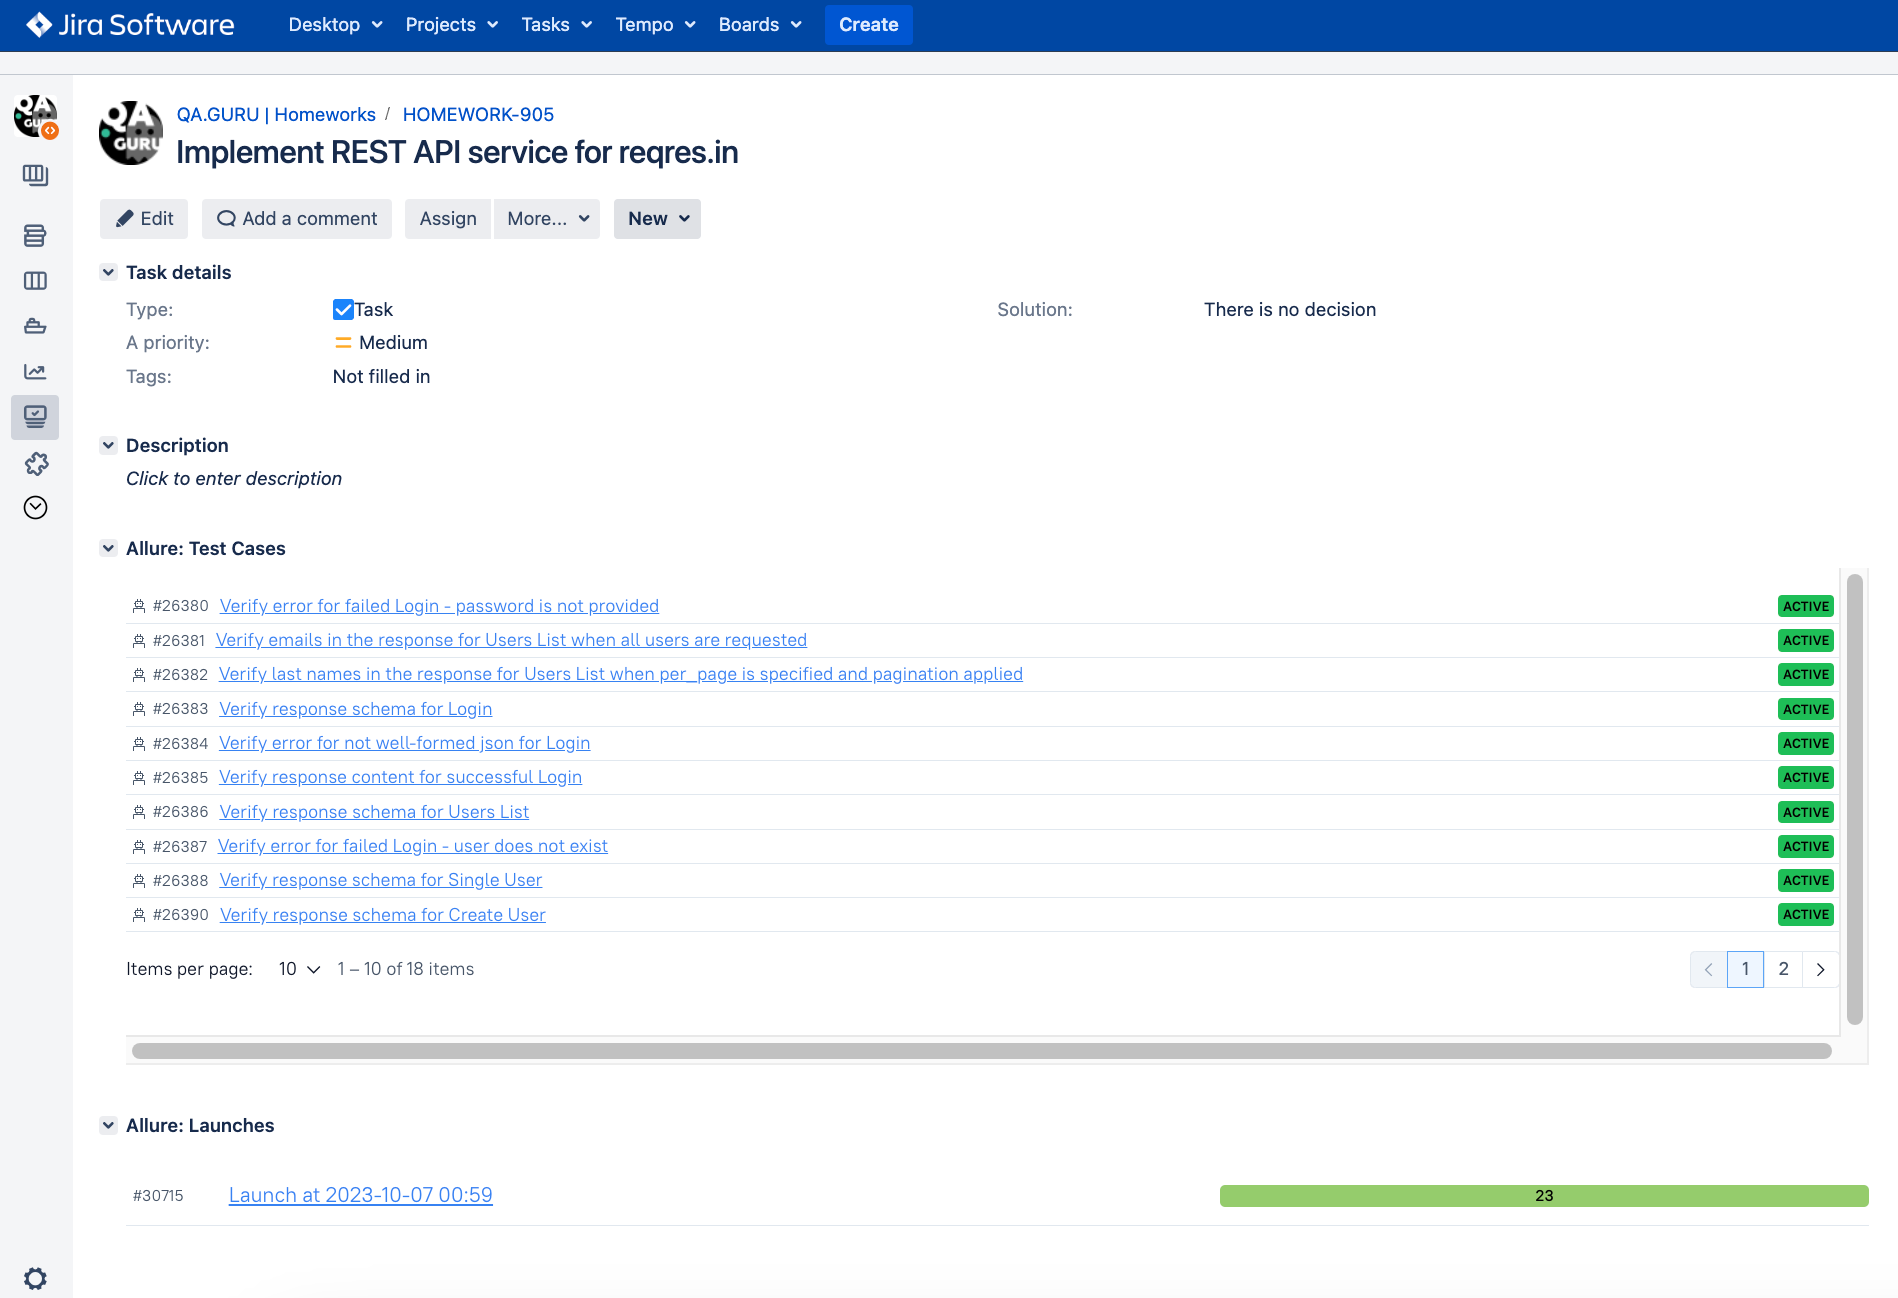 Jira Software Desktop Projects Tasks Tempo Boards Create
QA.GURU | Homeworks / HOMEWORK-905
Implement REST API service for reqres.in
Edit Add a comment Assign More... New
Task details
Type: Task Solution: There is no decision
A priority: Medium
Tags: Not filled in
Description
Click to enter description
Allure: Test Cases
#26380 Verify error for failed Login - password is not provided ACTIVE
#26381 Verify emails in the response for Users List when all users are requested ACTIVE
#26382 Verify last names in the response for Users List when per_page is specified and pagination applied ACTIVE
#26383 Verify response schema for Login ACTIVE
#26384 Verify error for not well-formed json for Login ACTIVE
#26385 Verify response content for successful Login ACTIVE
#26386 Verify response schema for Users List ACTIVE
#26387 Verify error for failed Login - user does not exist ACTIVE
#26388 Verify response schema for Single User ACTIVE
#26390 Verify response schema for Create User ACTIVE
Items per page: 10 1 – 10 of 18 items 1 2
Allure: Launches
#30715 Launch at 2023-10-07 00:59 23